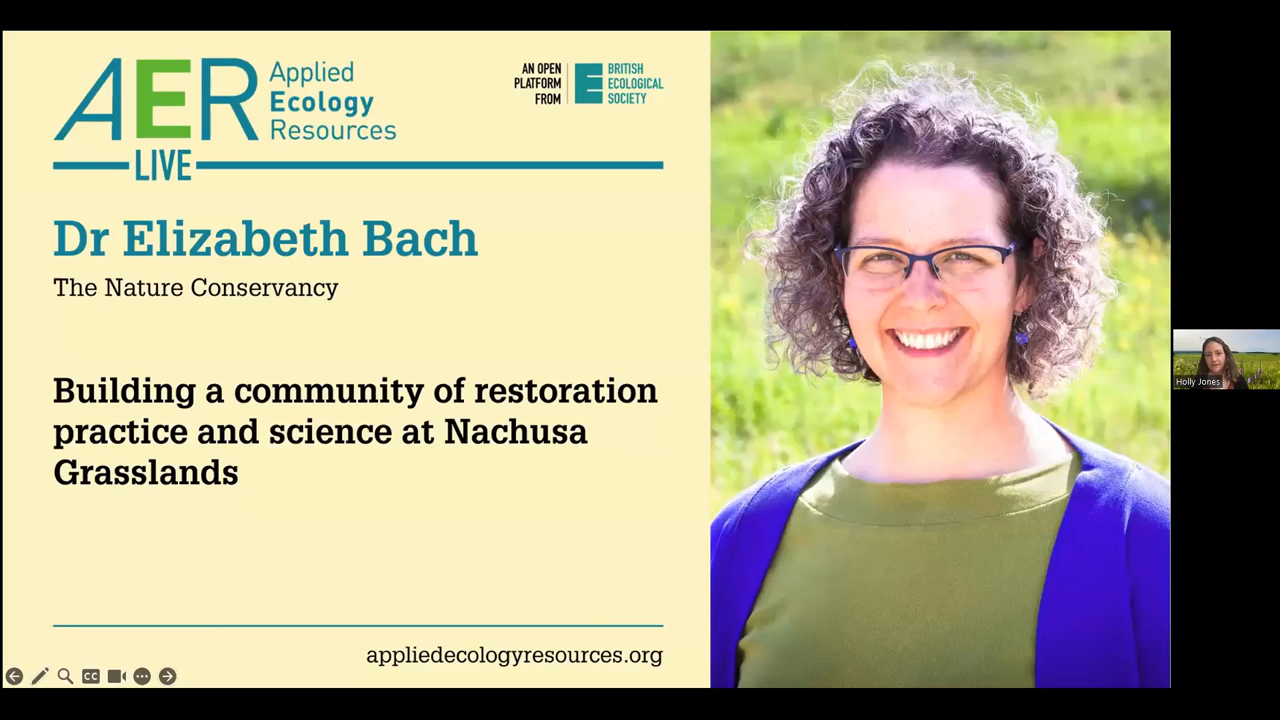 AER
Applied
Ecology
Resources
LIVE
AN OPEN
PLATFORM
FROM
BRITISH
ECOLOGICAL
SOCIETY
Dr Elizabeth Bach
The Nature Conservancy
Building a community of restoration
practice and science at Nachusa
Grasslands
appliedecologyresources.org
CC
Holly Jones